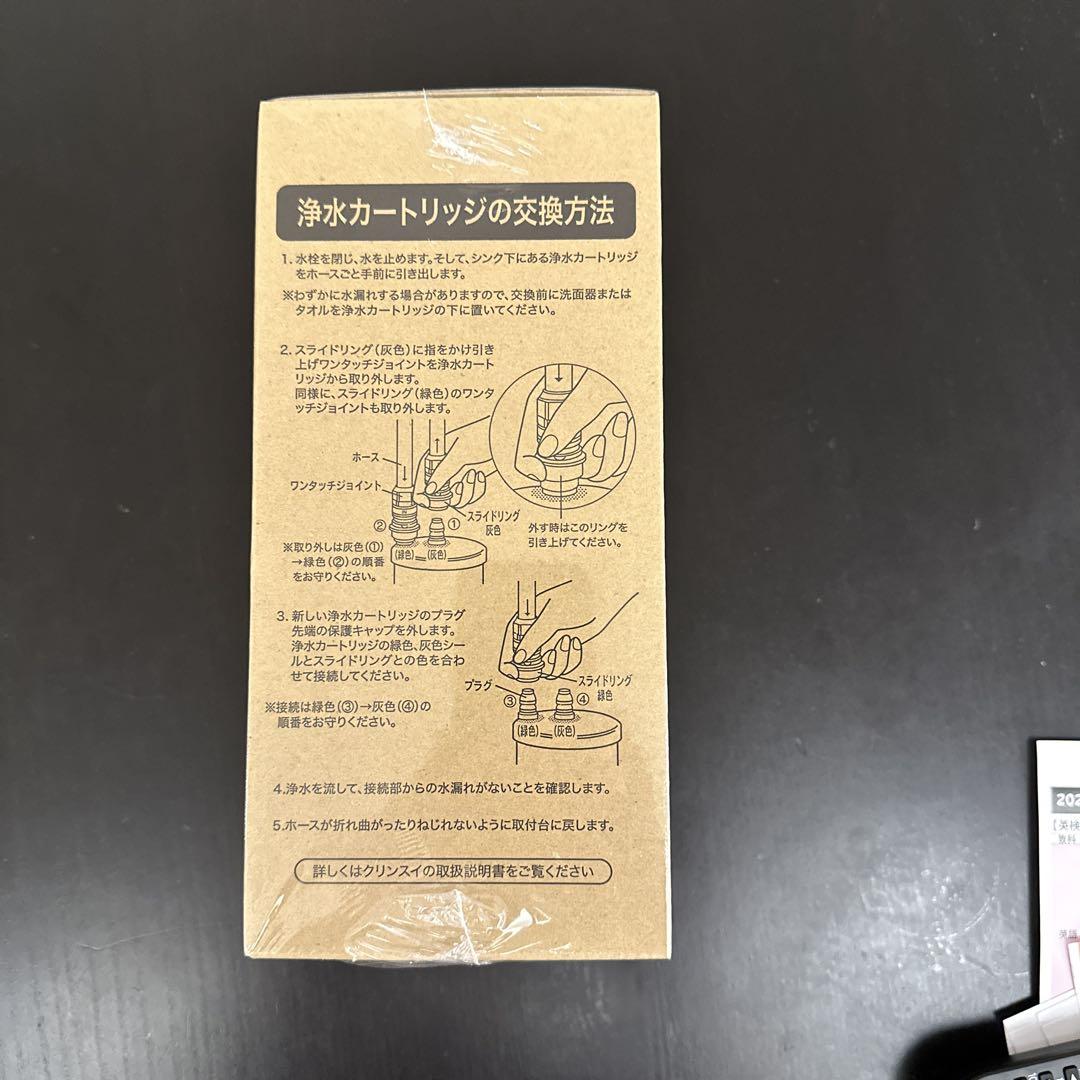 浄水カートリッジの交換方法
1. 水栓を閉じ、水を止めます。そして、シンク下にある浄水カートリッジ
をホースごと手前に引き出します。
※わずかに水漏れする場合がありますので、交換前に洗面器または
タオルを浄水カートリッジの下に置いてください。
2. スライドリング(灰色)に指をかけ引き
上げワンタッチジョイントを浄水カート
リッジから取り外します。
同様に、スライドリング(緑色)のワンタ
ッチジョイントも取り外します。
ホース
ワンタッチジョイント
スライドリング
灰色
②
①
(緑色)
(灰色)
外す時はこのリングを
引き上げてください。
※取り外しは灰色(①)
→緑色(②)の順番
をお守りください。
3. 新しい浄水カートリッジのプラグ
先端の保護キャップを外します。
浄水カートリッジの緑色、灰色シー
ルとスライドリングとの色を合わ
せて接続してください。
※接続は緑色(③)→灰色(④)の
順番をお守りください。
プラグ
スライドリング
緑色
③
④
(緑色)
(灰色)
4.浄水を流して、接続部からの水漏れがないことを確認します。
5.ホースが折れ曲がったりねじれないように取付台に戻します。
詳しくはクリンスイの取扱説明書をご覧ください
202
【英検
教科
英語